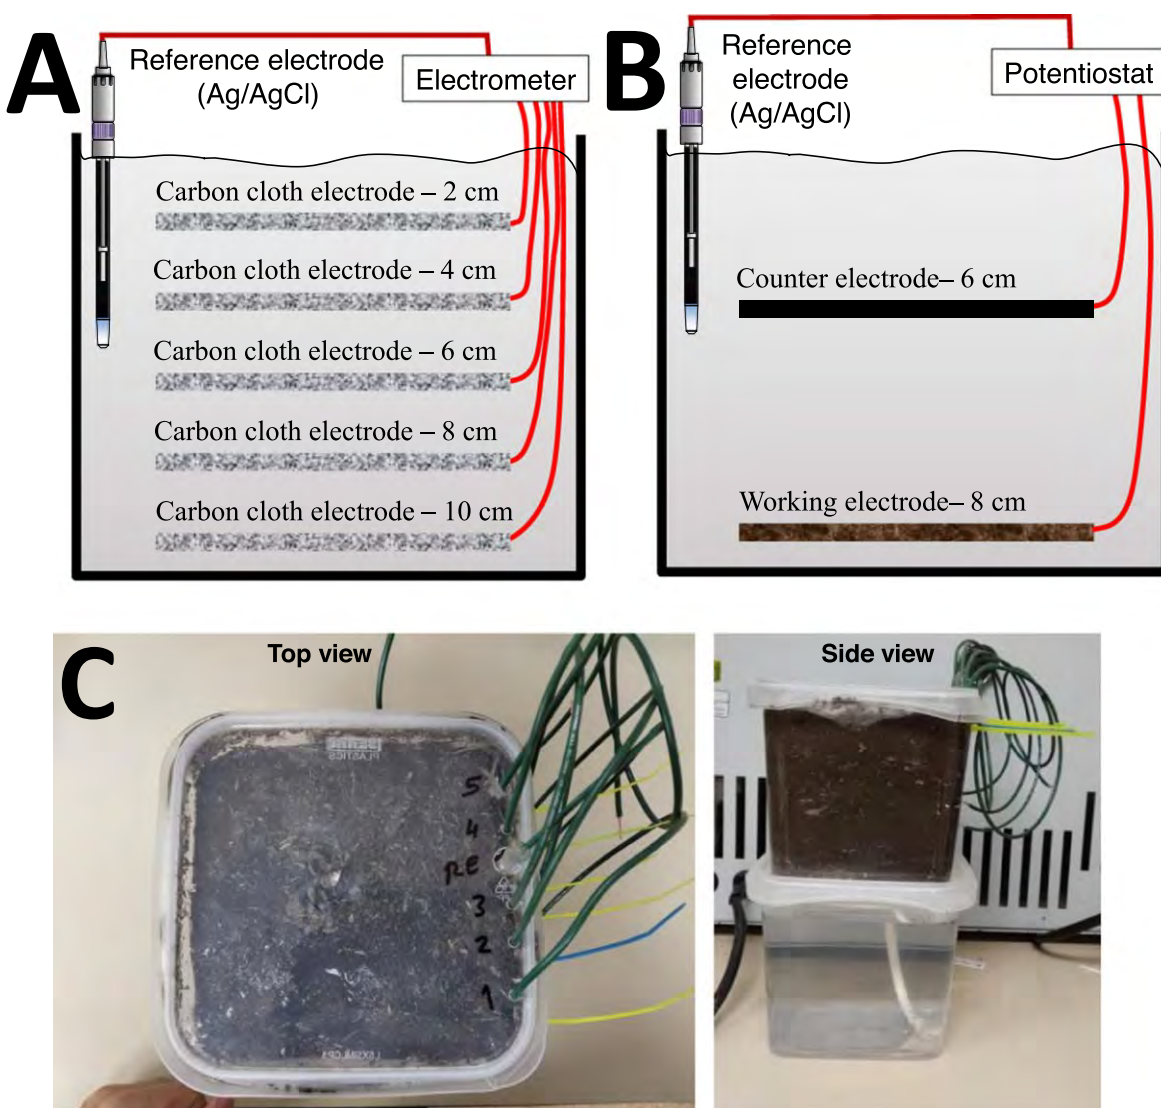 A
Reference electrode
(Ag/AgCl)
Electrometer
Carbon cloth electrode – 2 cm
Carbon cloth electrode – 4 cm
Carbon cloth electrode – 6 cm
Carbon cloth electrode – 8 cm
Carbon cloth electrode – 10 cm
B
Reference
electrode
(Ag/AgCl)
Potentiostat
Counter electrode– 6 cm
Working electrode– 8 cm
C
Top view
PLASTICS
5
4
RE
3
2
1
Side view